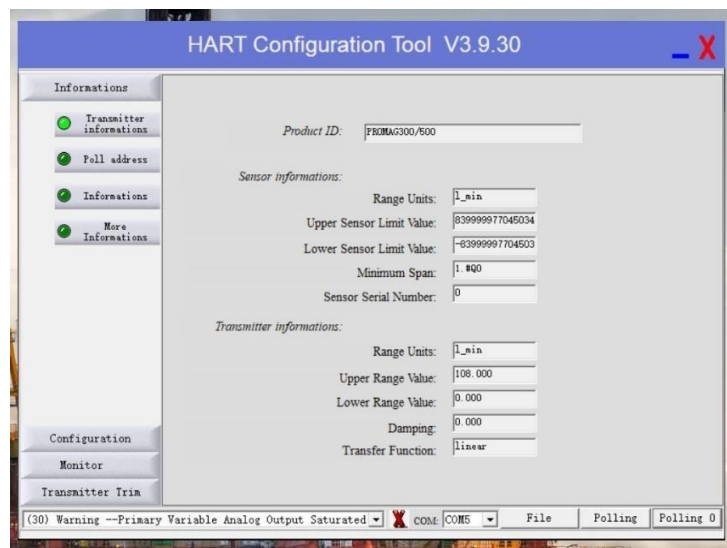 HART Configuration Tool V3.9.30
X
Informations
Transmitter
informations
Poll address
Informations
More
Informations
Configuration
Monitor
Transmitter Trim
Product ID: PROMAG300/500
Sensor informations:
Range Units: l_min
Upper Sensor Limit Value: 839999977045034
Lower Sensor Limit Value: -83999997704503
Minimum Span: 1.#Q0
Sensor Serial Number: 0
Transmitter informations:
Range Units: l_min
Upper Range Value: 108.000
Lower Range Value: 0.000
Damping: 0.000
Transfer Function: linear
(30) Warning --Primary Variable Analog Output Saturated X COM: COM5 File Polling Polling 0